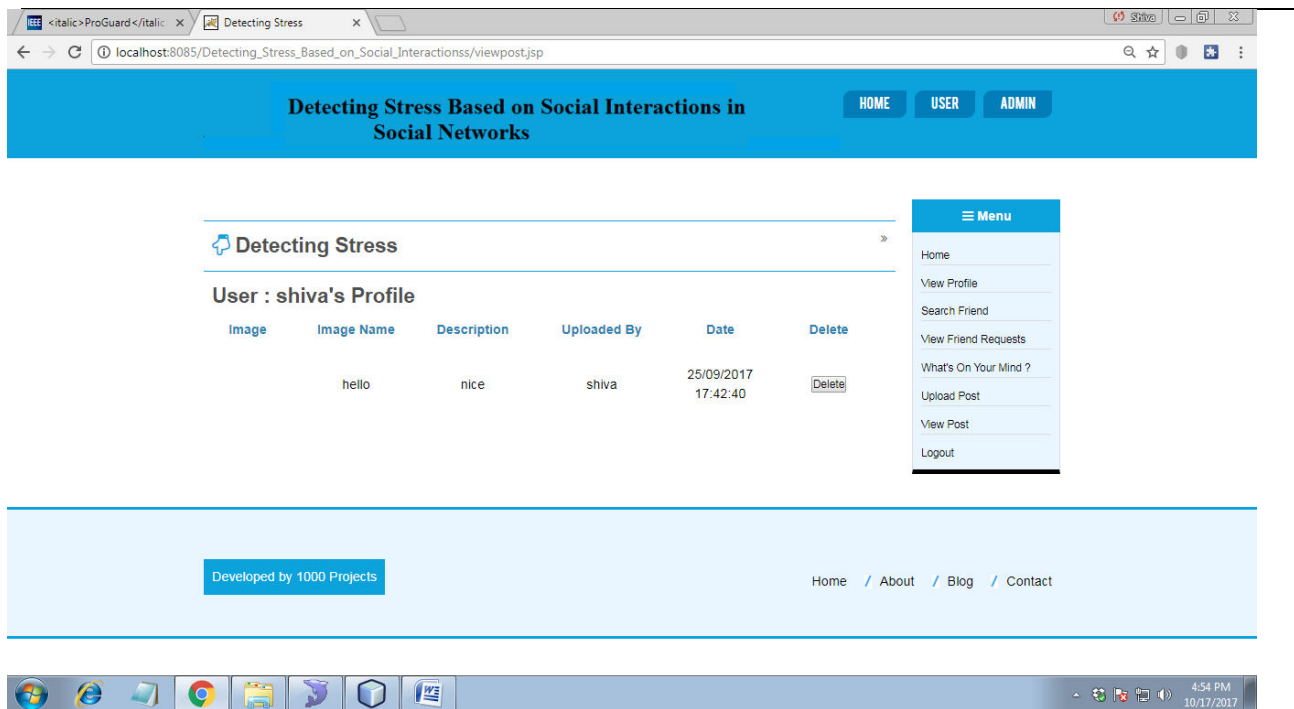 IEEE <italic>ProGuard</italic
Detecting Stress
Shiva
localhost:8085/Detecting_Stress_Based_on_Social_Interactionss/viewpost.jsp
Detecting Stress Based on Social Interactions in
Social Networks
HOME USER ADMIN
Detecting Stress »
User : shiva's Profile
Image Image Name Description Uploaded By Date Delete
hello nice shiva 25/09/2017 Delete
17:42:40
☰ Menu
Home
View Profile
Search Friend
View Friend Requests
What's On Your Mind ?
Upload Post
View Post
Logout
Developed by 1000 Projects
Home / About / Blog / Contact
4:54 PM
10/17/2017